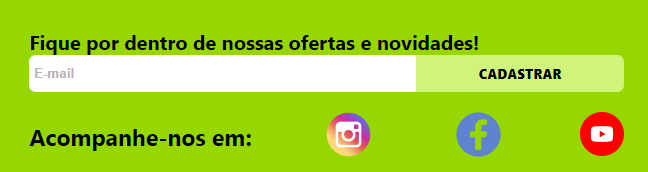 Fique por dentro de nossas ofertas e novidades!
E-mail CADASTRAR
Acompanhe-nos em: